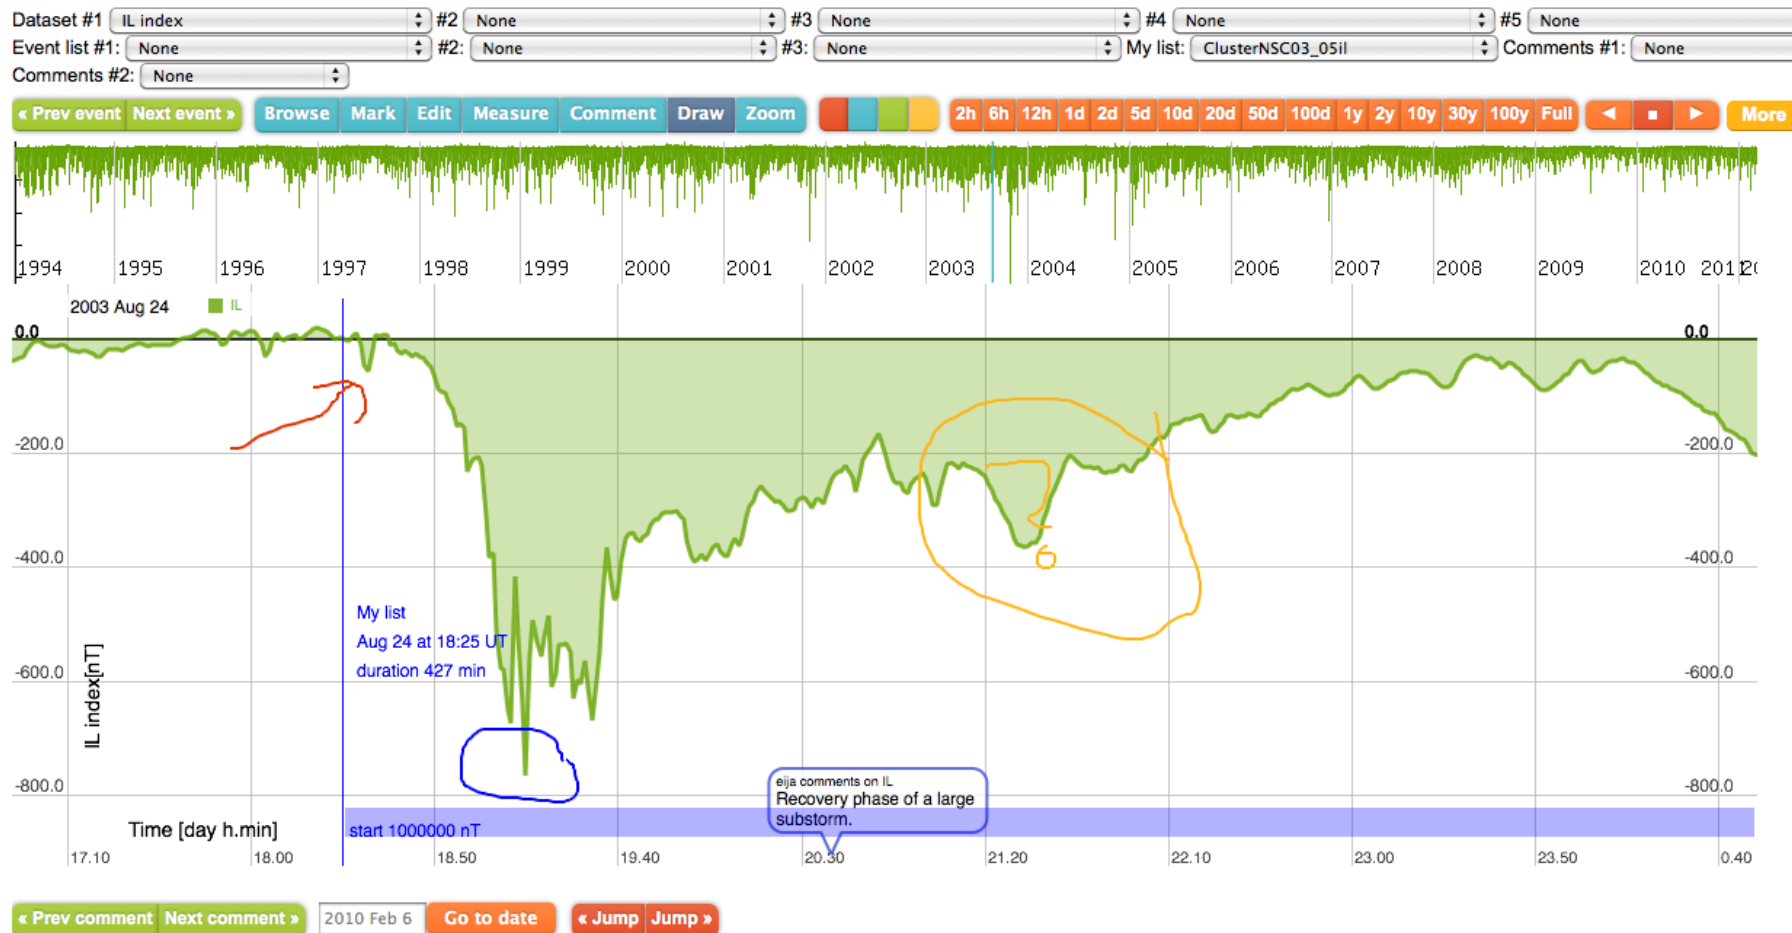 Dataset #1 IL index #2 None #3 None #4 None #5 None
Event list #1: None #2: None #3: None My list: ClusterNSC03_05il Comments #1: None
Comments #2: None
« Prev event Next event » Browse Mark Edit Measure Comment Draw Zoom 2h 6h 12h 1d 2d 5d 10d 20d 50d 100d 1y 2y 10y 30y 100y Full More
1994 1995 1996 1997 1998 1999 2000 2001 2002 2003 2004 2005 2006 2007 2008 2009 2010 2011
2003 Aug 24 IL
0.0 0.0
-200.0 -200.0
-400.0 -400.0
My list
Aug 24 at 18:25 UT
duration 427 min
-600.0 -600.0
IL index[nT]
-800.0 -800.0
eija comments on IL
Recovery phase of a large
substorm.
Time [day h.min] start 1000000 nT
17.10 18.00 18.50 19.40 20.30 21.20 22.10 23.00 23.50 0.40
« Prev comment Next comment » 2010 Feb 6 Go to date « Jump Jump »